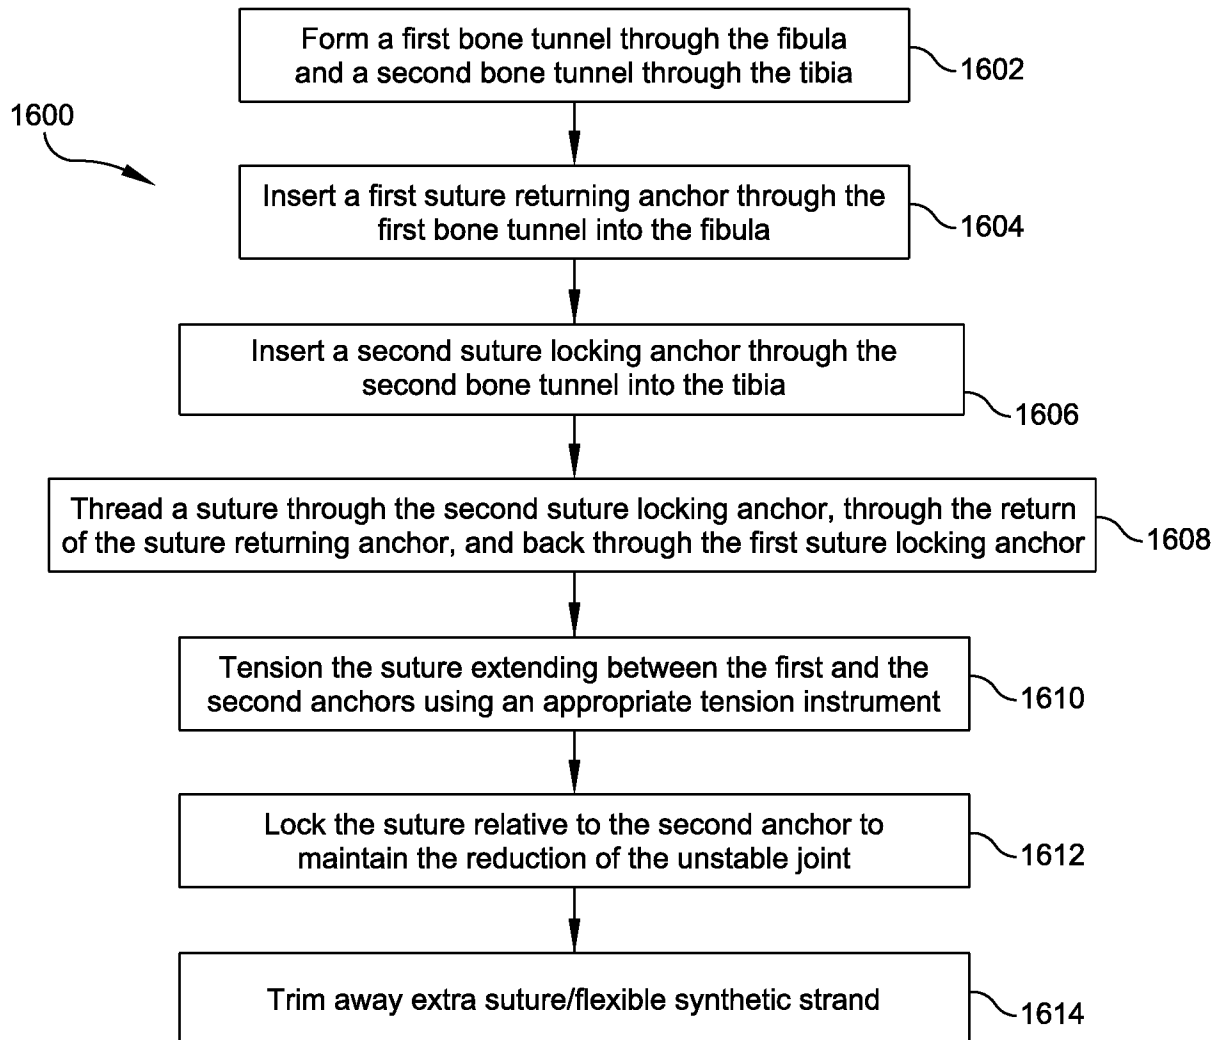 Form a first bone tunnel through the fibula
and a second bone tunnel through the tibia
1602
1600
Insert a first suture returning anchor through the
first bone tunnel into the fibula
1604
Insert a second suture locking anchor through the
second bone tunnel into the tibia
1606
Thread a suture through the second suture locking anchor, through the return
of the suture returning anchor, and back through the first suture locking anchor
1608
Tension the suture extending between the first and the
second anchors using an appropriate tension instrument
1610
Lock the suture relative to the second anchor to
maintain the reduction of the unstable joint
1612
Trim away extra suture/flexible synthetic strand
1614